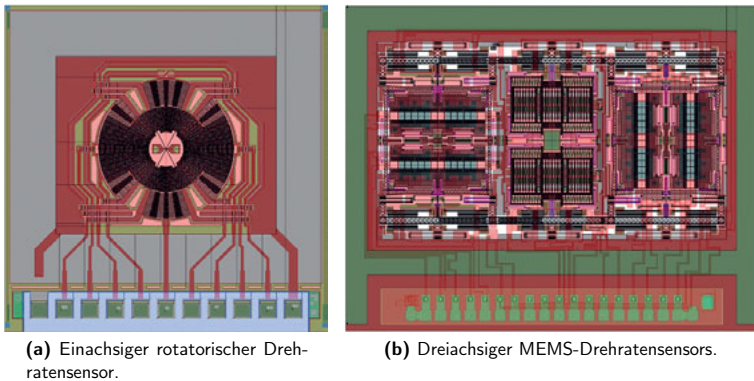 (a) Einachsiger rotatorischer Dreh-
ratensensor.
(b) Dreiachsiger MEMS-Drehratensensors.